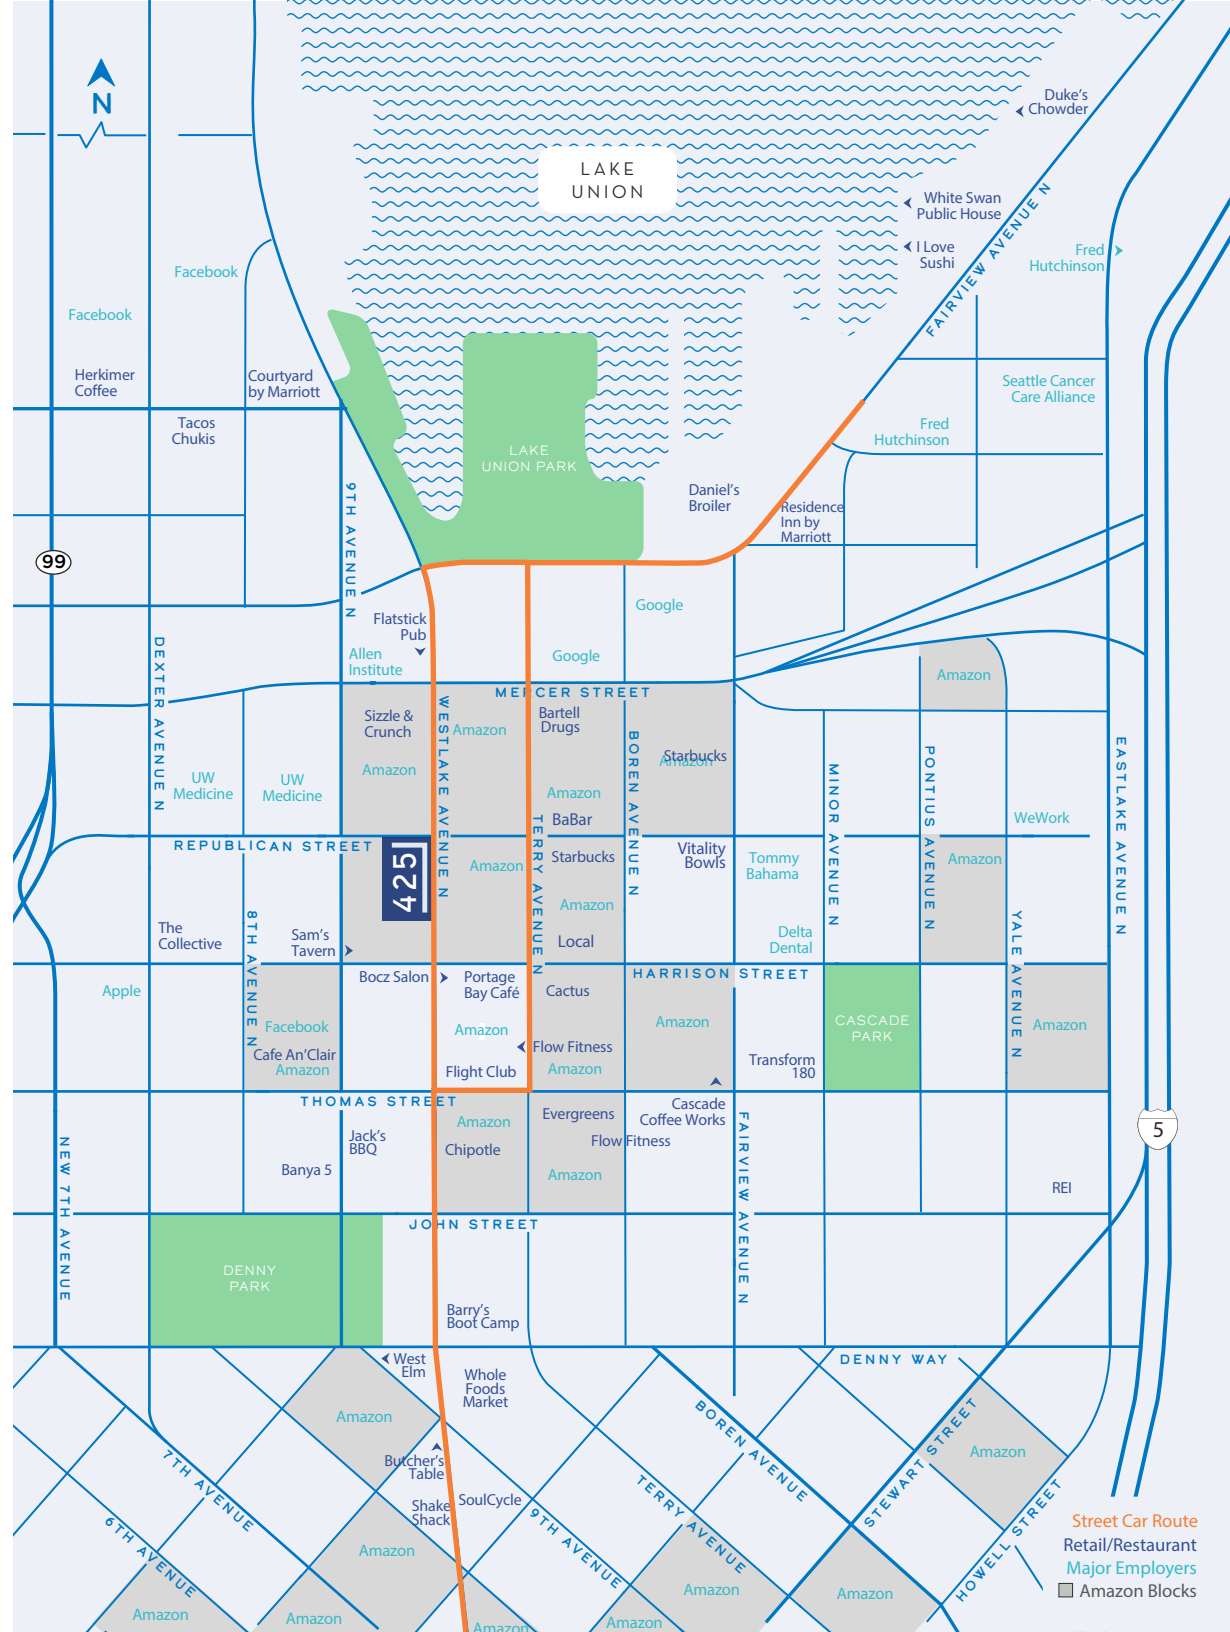 N
Duke's
Chowder
LAKE
UNION
White Swan
Public House
I Love
Sushi
FAIRVIEW AVENUE N
Fred
Hutchinson
Facebook
Facebook
Herkimer
Coffee
Courtyard
by Marriott
Tacos
Chukis
Seattle Cancer
Care Alliance
Fred
Hutchinson
LAKE
UNION PARK
Daniel's
Broiler
Residence
Inn by
Marriott
9TH AVENUE N
99
Google
Flatstick
Pub
Allen
Institute
Google
DEXTER AVENUE N
Amazon
MERCER STREET
WESTLAKE AVENUE N
Sizzle &
Crunch
Amazon
Bartell
Drugs
BOREN AVENUE N
Starbucks
Amazon
Amazon
UW
Medicine
UW
Medicine
Amazon
BaBar
MINOR AVENUE N
PONTIUS AVENUE N
EASTLAKE AVENUE N
WeWork
REPUBLICAN STREET
425
TERRY AVENUE N
Amazon
Starbucks
Vitality
Bowls
Tommy
Bahama
Amazon
Amazon
The
Collective
8TH AVENUE N
Sam's
Tavern
Local
Delta
Dental
YALE AVENUE N
HARRISON STREET
Bocz Salon
Portage
Bay Café
Cactus
Apple
Facebook
Cafe An'Clair
Amazon
Amazon
Flow Fitness
Amazon
Flight Club
Amazon
Transform
180
CASCADE
PARK
Amazon
THOMAS STREET
Amazon
Evergreens
Cascade
Coffee Works
FAIRVIEW AVENUE N
5
NEW 7TH AVENUE
Jack's
BBQ
Chipotle
Flow Fitness
Banya 5
Amazon
REI
JOHN STREET
DENNY
PARK
Barry's
Boot Camp
West
Elm
DENNY WAY
Whole
Foods
Market
Amazon
BOREN AVENUE
STEWART STREET
Amazon
7TH AVENUE
Butcher's
Table
Shake
Shack
SoulCycle
9TH AVENUE
TERRY AVENUE
HOWELL STREET
6TH AVENUE
Amazon
Amazon
Amazon
Amazon
Amazon
Amazon
Amazon
Street Car Route
Retail/Restaurant
Major Employers
Amazon Blocks